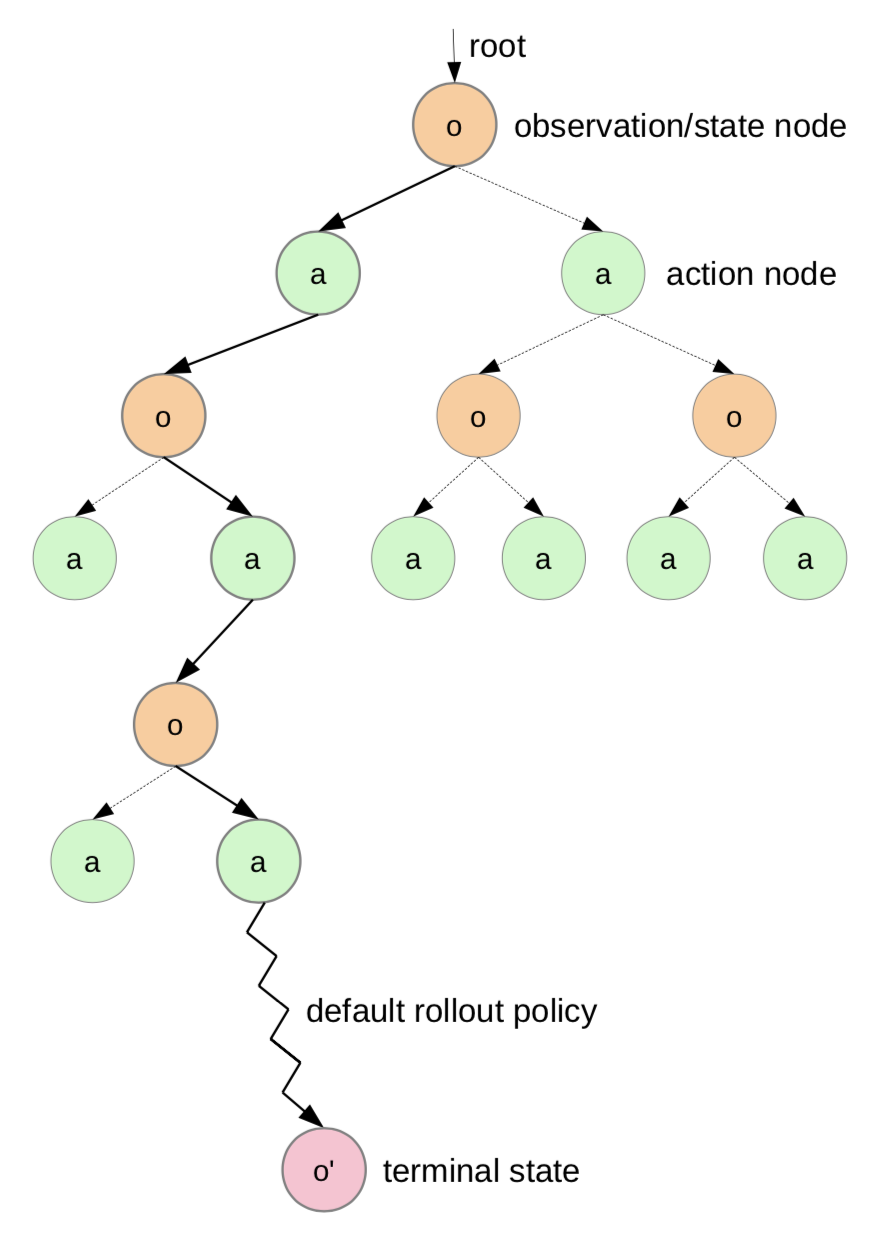 root
o observation/state node
a a action node
o o o
a a a a a a
o
a a
default rollout policy
o' terminal state